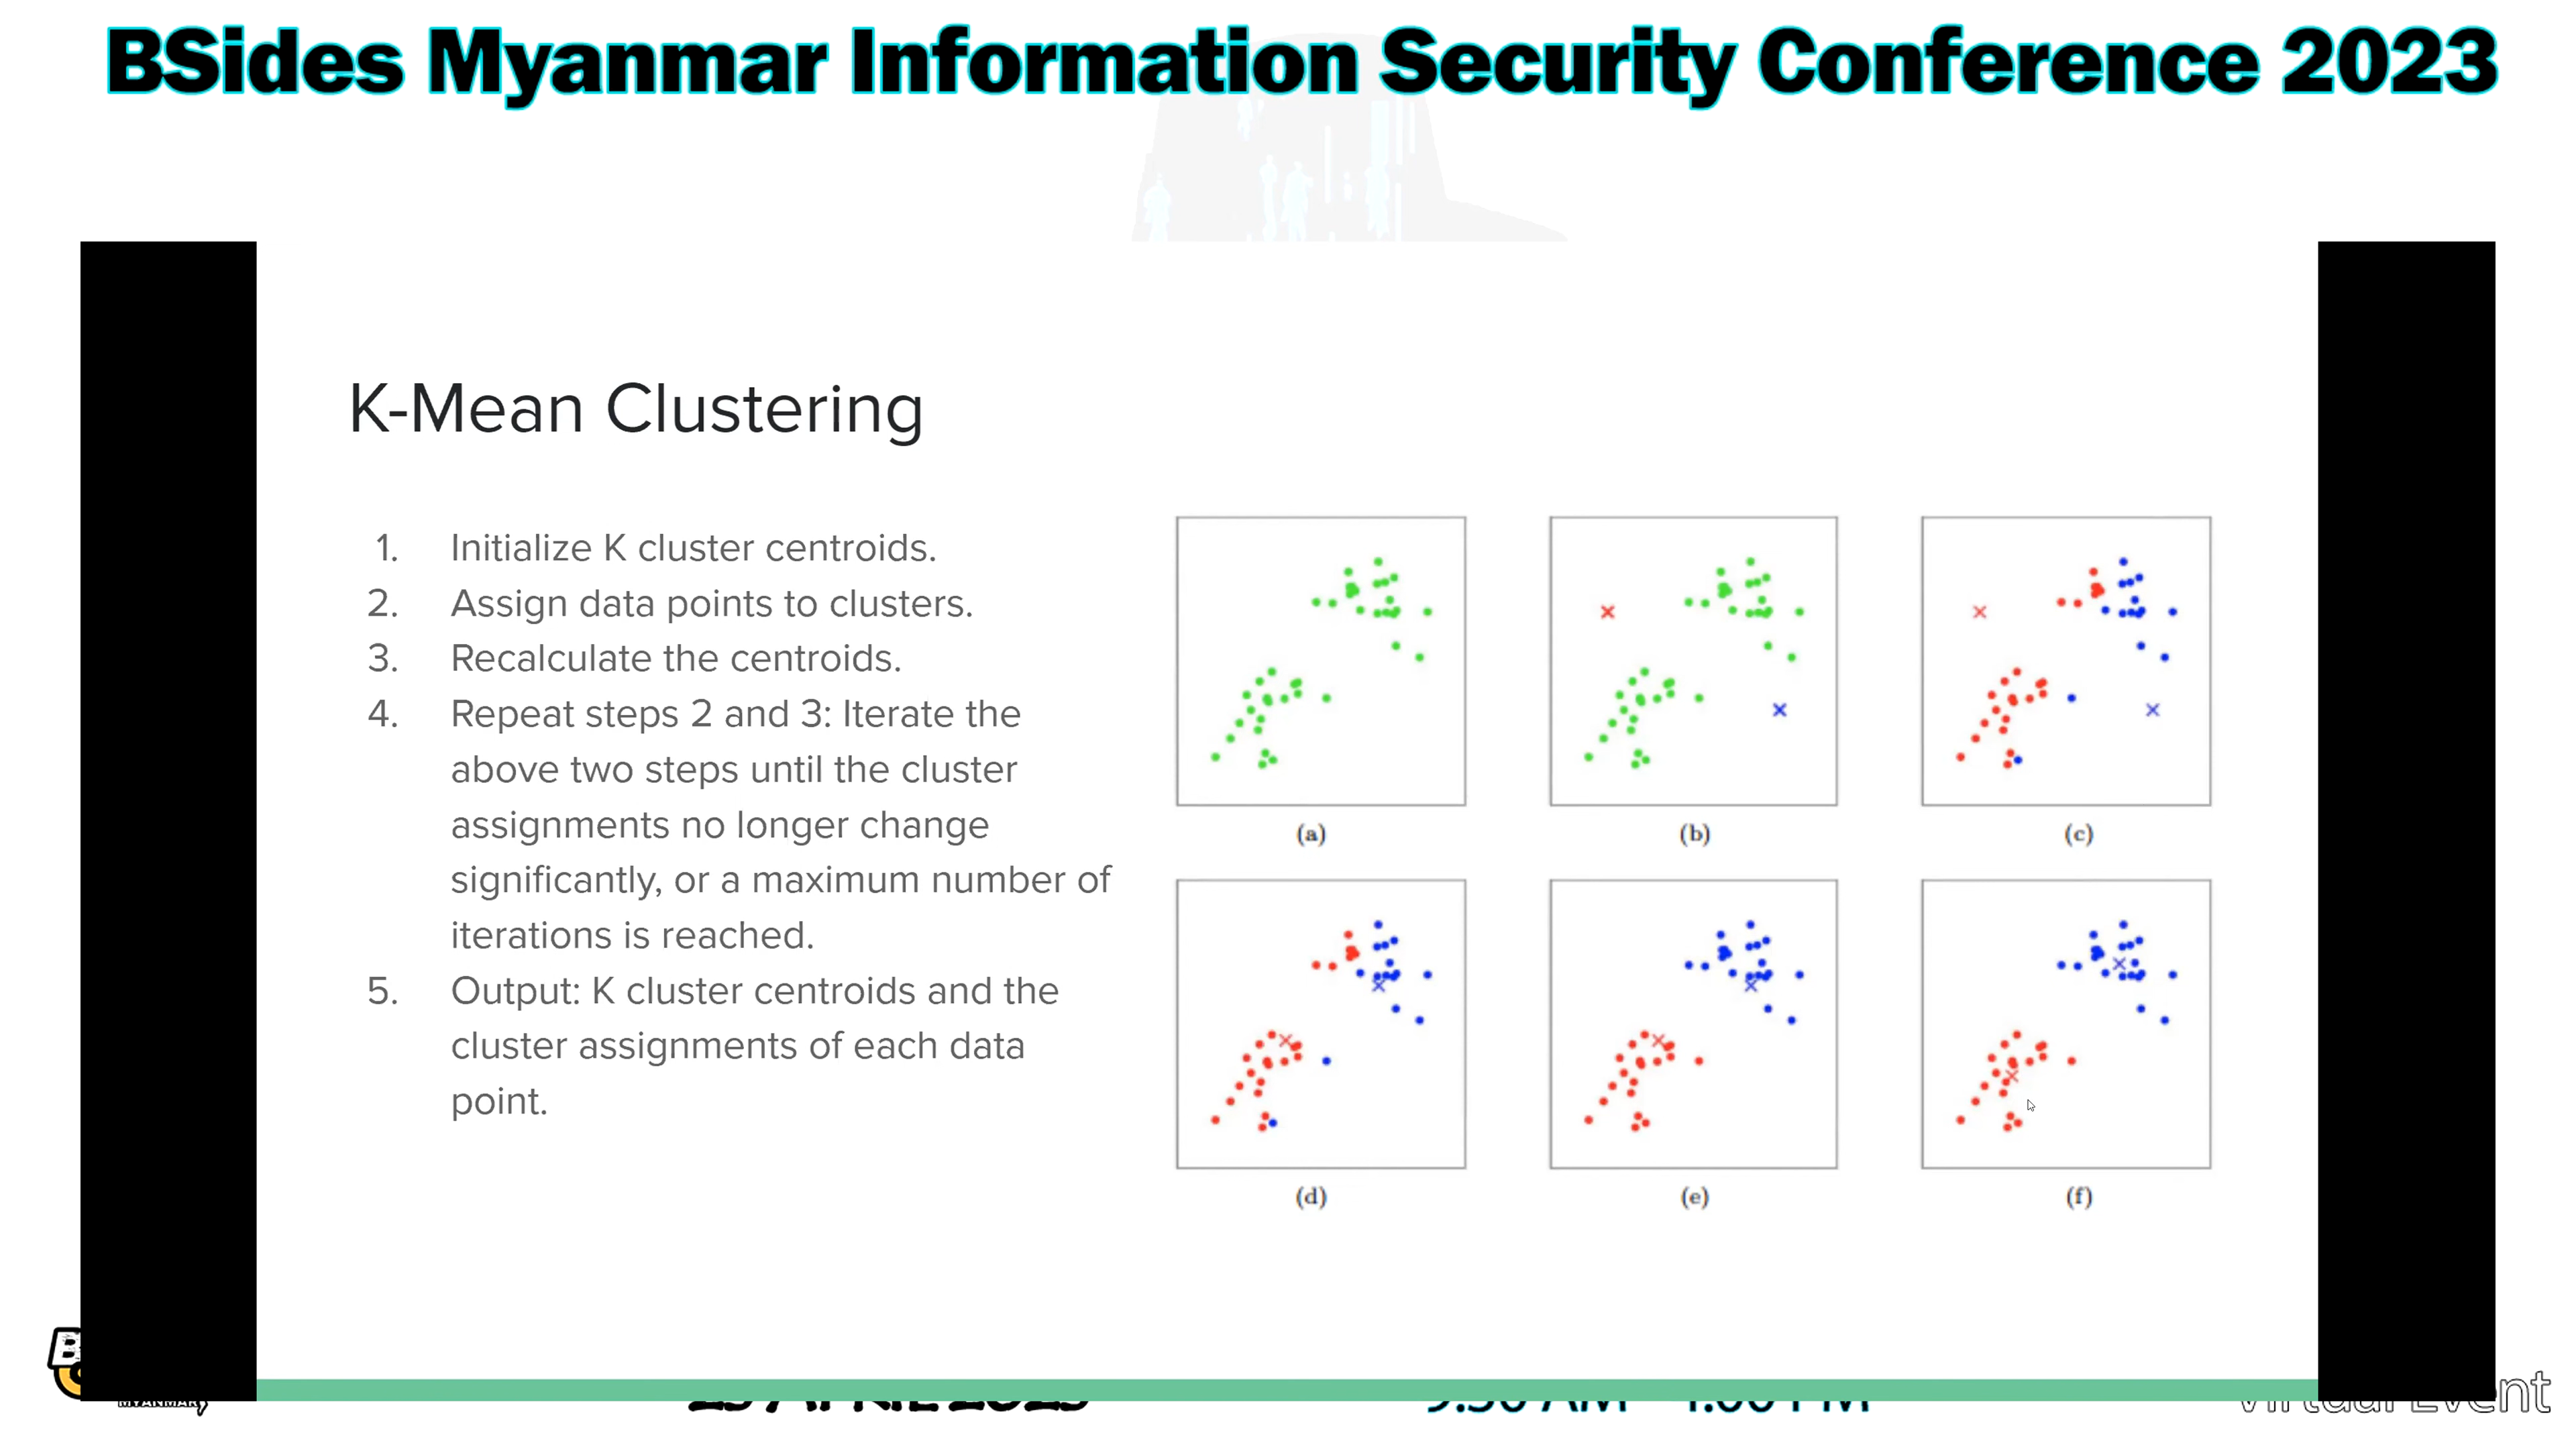 BSides Myanmar Information Security Conference 2023
K-Mean Clustering
1. Initialize K cluster centroids.
2. Assign data points to clusters.
3. Recalculate the centroids.
4. Repeat steps 2 and 3: Iterate the
above two steps until the cluster
assignments no longer change
significantly, or a maximum number of
iterations is reached.
5. Output: K cluster centroids and the
cluster assignments of each data
point.
(a)
(b)
(c)
(d)
(e)
(f)
MYANMAR
Virtual Event